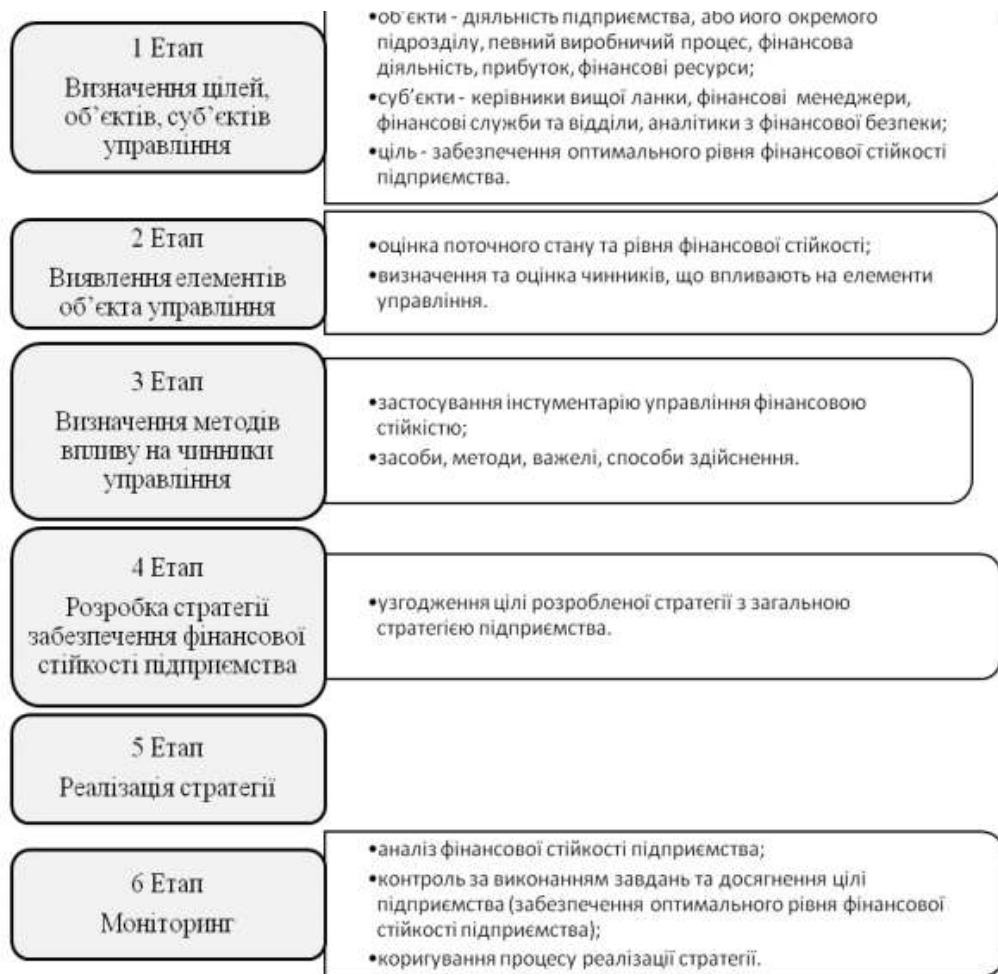 1 Етап
Визначення цілей,
об’єктів, суб’єктів
управління
•об’єкти - діяльність підприємства, або його окремого
підрозділу, певний виробничий процес, фінансова
діяльність, прибуток, фінансові ресурси;
•суб’єкти - керівники вищої ланки, фінансові менеджери,
фінансові служби та відділи, аналітики з фінансової безпеки;
•ціль - забезпечення оптимального рівня фінансової стійкості
підприємства.
2 Етап
Виявлення елементів
об’єкта управління
•оцінка поточного стану та рівня фінансової стійкості;
•визначення та оцінка чинників, що впливають на елементи
управління.
3 Етап
Визначення методів
впливу на чинники
управління
•застосування інстументарію управління фінансовою
стійкістю;
•засоби, методи, важелі, способи здійснення.
4 Етап
Розробка стратегії
забезпечення фінансової
стійкості підприємства
•узгодження цілі розробленої стратегії з загальною
стратегією підприємства.
5 Етап
Реалізація стратегії
6 Етап
Моніторинг
•аналіз фінансової стійкості підприємства;
•контроль за виконанням завдань та досягнення цілі
підприємства (забезпечення оптимального рівня фінансової
стійкості підприємства);
•коригування процесу реалізації стратегії.